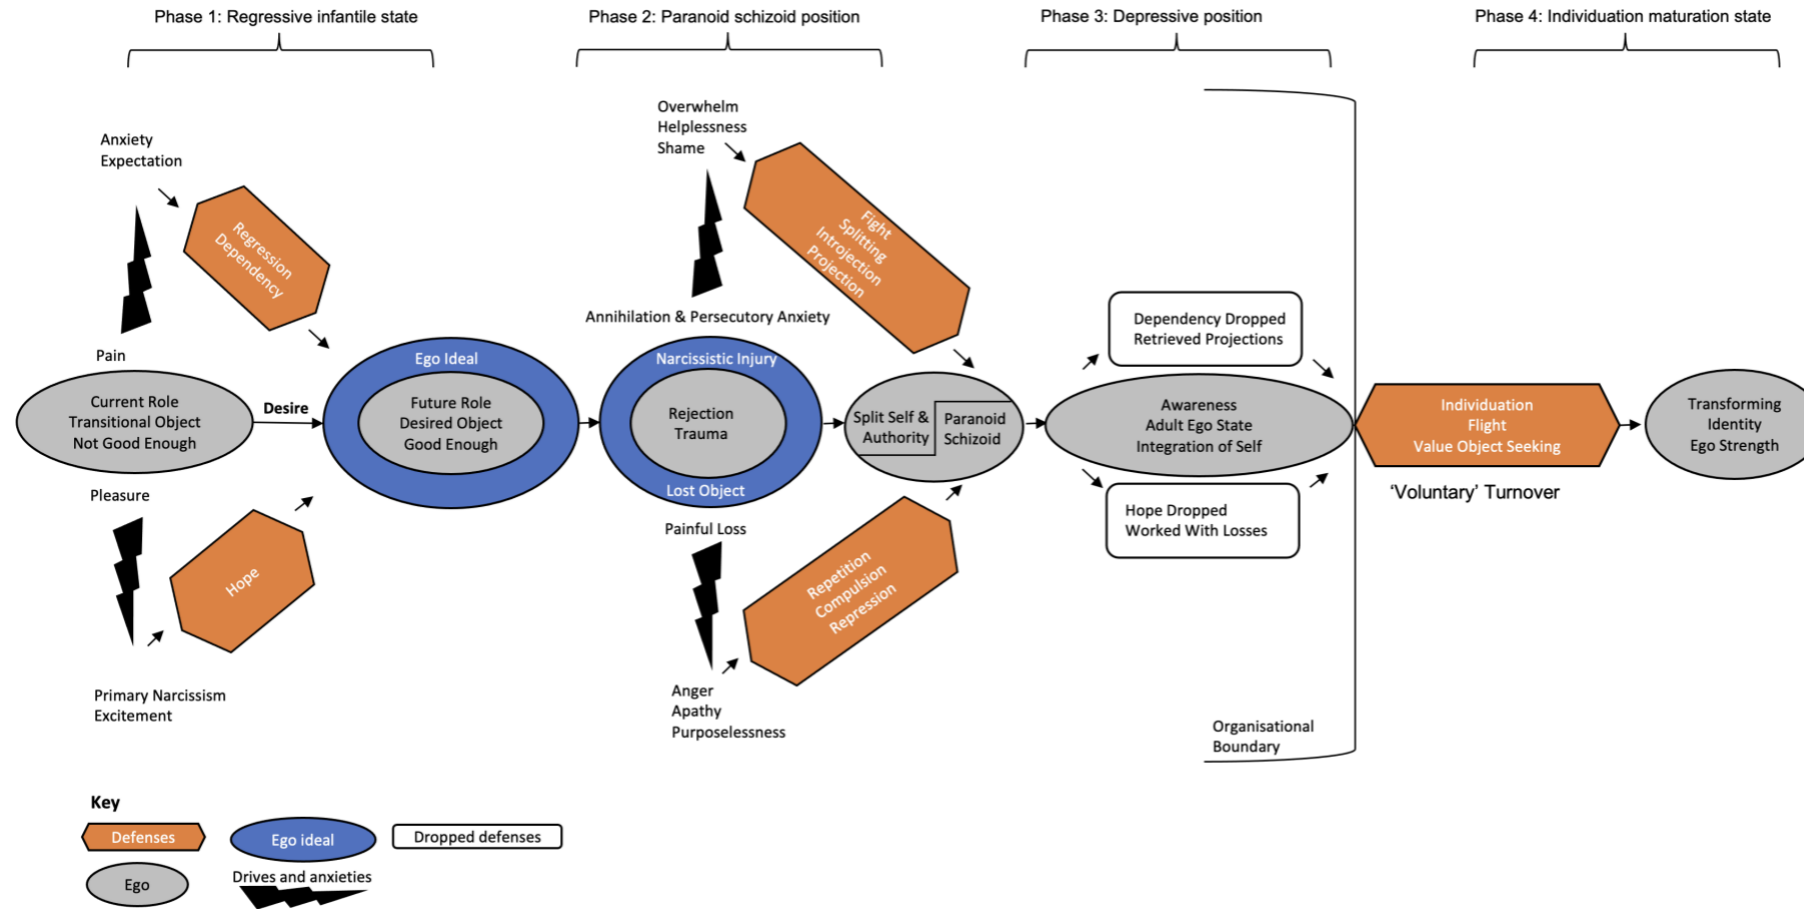 Phase 1: Regressive infantile state
Phase 2: Paranoid schizoid position
Phase 3: Depressive position
Phase 4: Individuation maturation state
Anxiety
Expectation
Regression
Dependency
Pain
Current Role
Transitional Object
Not Good Enough
Desire
Pleasure
Hope
Primary Narcissism
Excitement
Ego Ideal
Future Role
Desired Object
Good Enough
Overwhelm
Helplessness
Shame
Fight
Splitting
Introjection
Projection
Annihilation & Persecutory Anxiety
Narcissistic Injury
Rejection
Trauma
Lost Object
Painful Loss
Repetition
Compulsion
Repression
Anger
Apathy
Purposelessness
Split Self &
Authority
Paranoid
Schizoid
Dependency Dropped
Retrieved Projections
Awareness
Adult Ego State
Integration of Self
Hope Dropped
Worked With Losses
Organisational
Boundary
Individuation
Flight
Value Object Seeking
‘Voluntary’ Turnover
Transforming
Identity
Ego Strength
Key
Defenses
Ego ideal
Dropped defenses
Ego
Drives and anxieties